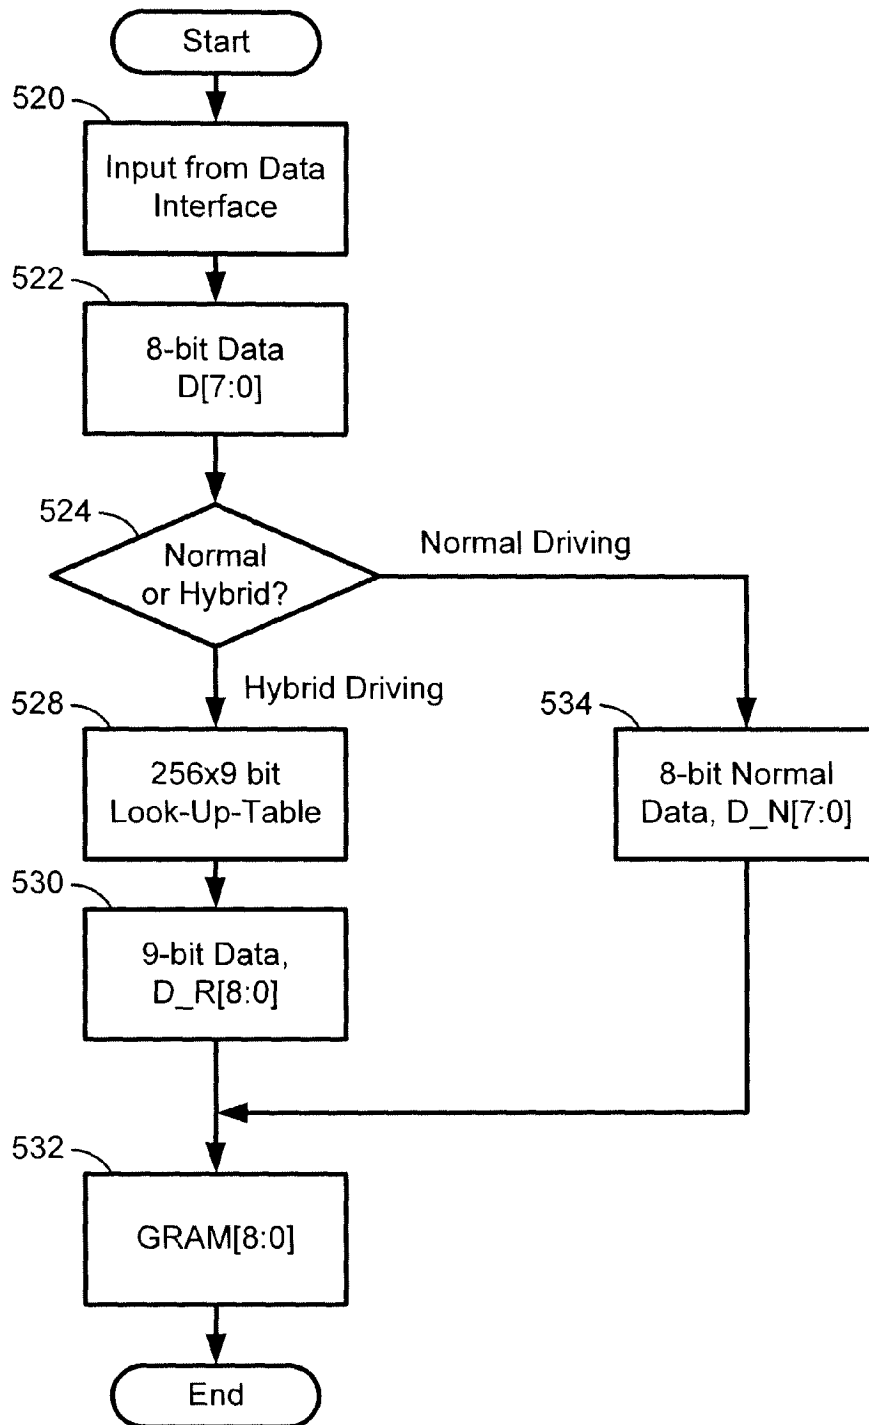 Start
520
Input from Data
Interface
522
8-bit Data
D[7:0]
524
Normal
or Hybrid?
Normal Driving
Hybrid Driving
528
256x9 bit
Look-Up-Table
534
8-bit Normal
Data, D_N[7:0]
530
9-bit Data,
D_R[8:0]
532
GRAM[8:0]
End